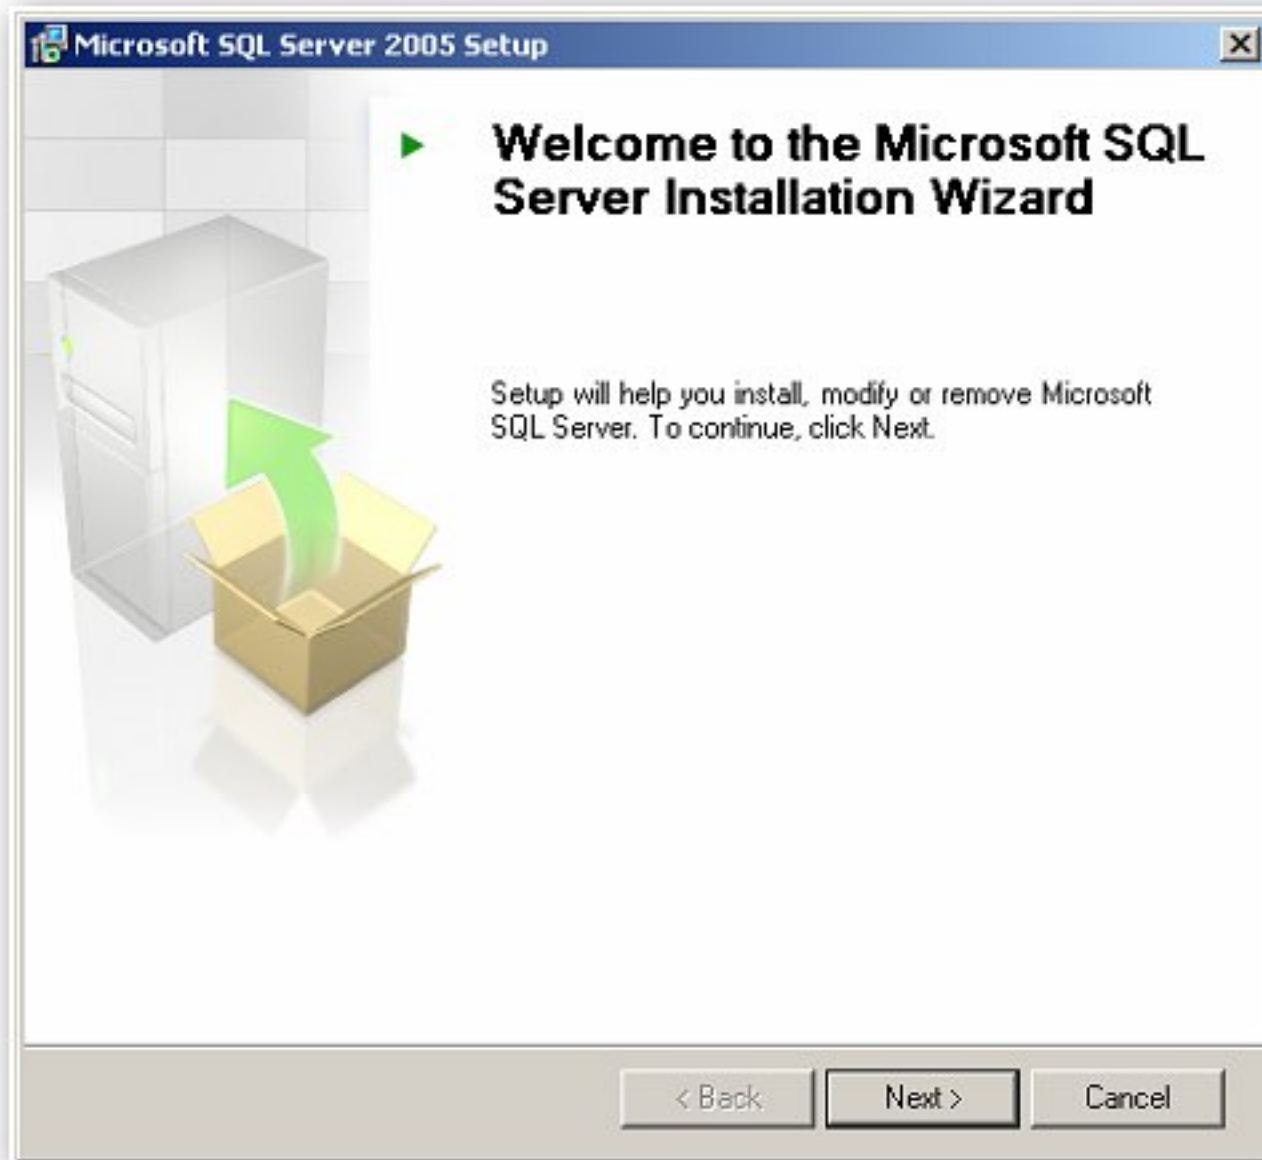 Microsoft SQL Server 2005 Setup
Welcome to the Microsoft SQL
Server Installation Wizard
Setup will help you install, modify or remove Microsoft
SQL Server. To continue, click Next.
< Back
Next >
Cancel